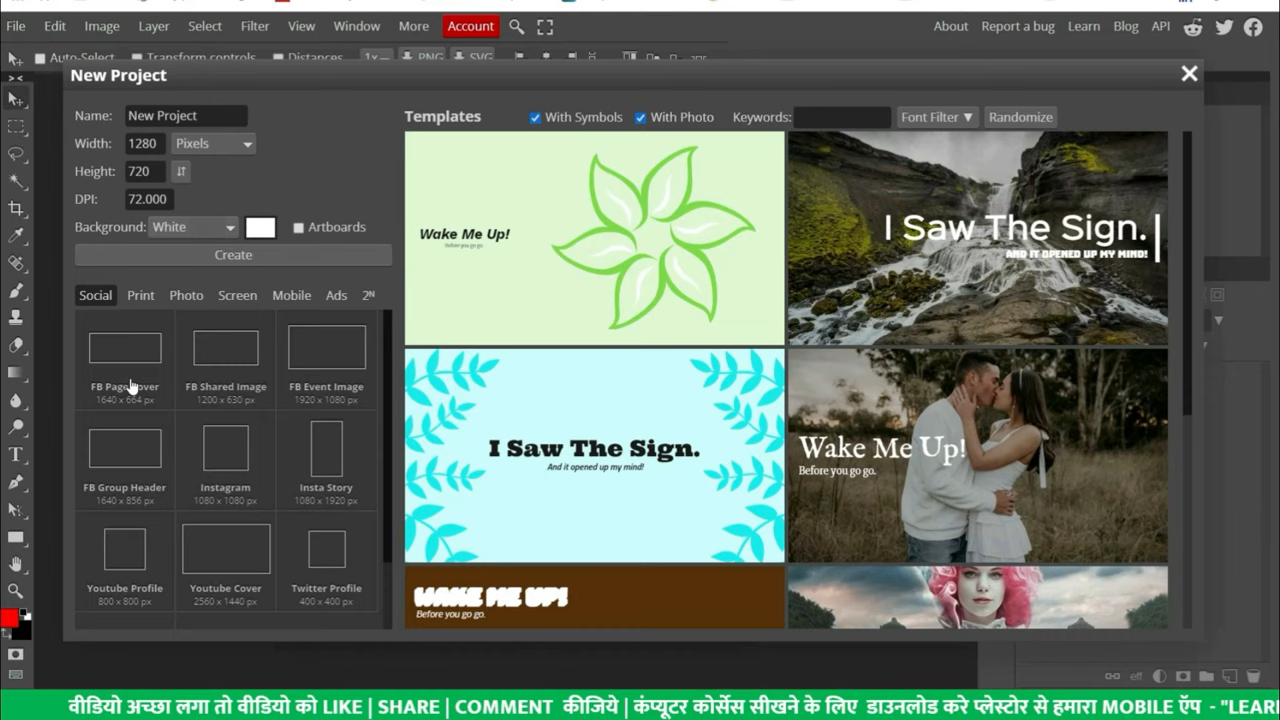 File Edit Image Layer Select Filter View Window More Account About Report a bug Learn Blog API
Auto-Select Transform controls Distances 1x PNG SVG
New Project
Name: New Project
Width: 1280 Pixels
Height: 720
DPI: 72.000
Background: White Artboards
Create
Social Print Photo Screen Mobile Ads 2ᴺ
FB Page Cover FB Shared Image FB Event Image
1640 x 664 px 1200 x 630 px 1920 x 1080 px
FB Group Header Instagram Insta Story
1640 x 856 px 1080 x 1080 px 1080 x 1920 px
Youtube Profile Youtube Cover Twitter Profile
800 x 800 px 2560 x 1440 px 400 x 400 px
Templates With Symbols With Photo Keywords: Font Filter ▼ Randomize
Wake Me Up!
Before you go go.
I Saw The Sign.
AND IT OPENED UP MY MIND!
I Saw The Sign.
And it opened up my mind!
Wake Me Up!
Before you go go.
WAKE ME UP!
Before you go go.
वीडियो अच्छा लगा तो वीडियो को LIKE | SHARE | COMMENT कीजिये | कंप्यूटर कोर्सेस सीखने के लिए डाउनलोड करे प्लेस्टोर से हमारा MOBILE ऍप - "LEAR